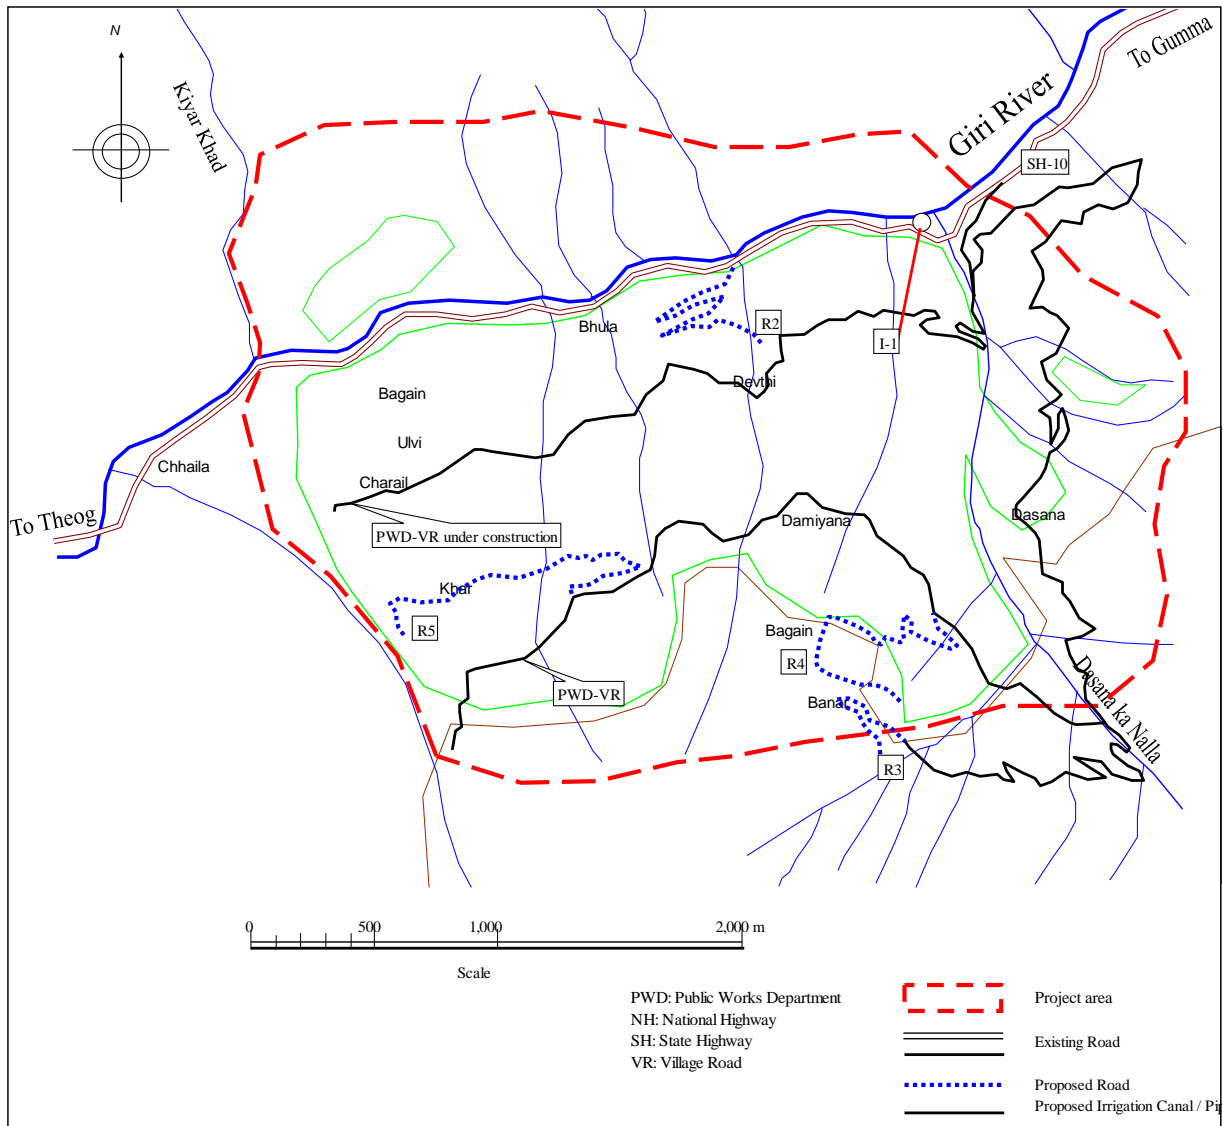 N
To Gumma
Kiyar Khad
Giri River
SH-10
R2
Bhula
I-1
Devthi
Bagain
Ulvi
Chhaila
Charail
To Theog
Damiyana
Dasana
PWD-VR under construction
Khar
R5
Bagain
R4
PWD-VR
Banar
Dasana ka Nalla
R3
0 500 1,000 2,000 m
Scale
PWD: Public Works Department
NH: National Highway
SH: State Highway
VR: Village Road
Project area
Existing Road
Proposed Road
Proposed Irrigation Canal / Pip